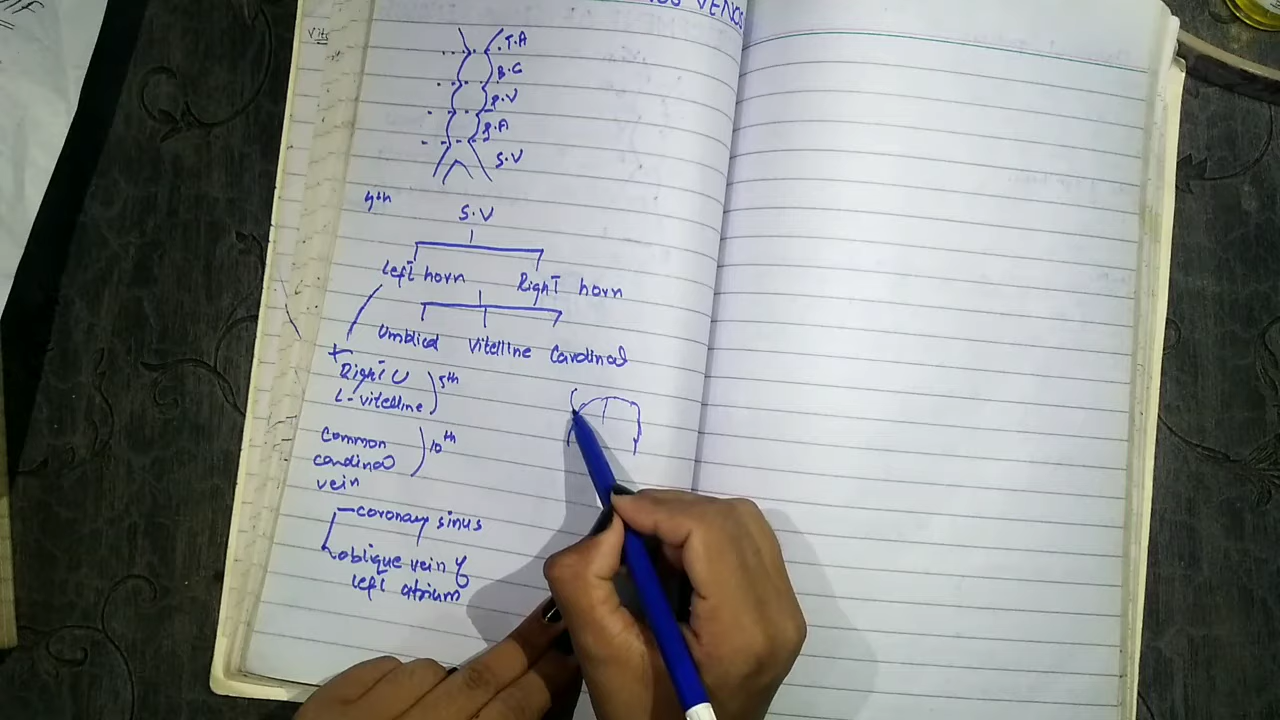 VENOS
.T.A
B.C
P.V
P.A
S.V
4th
S.V
Left horn
Right horn
Umblical vitelline Cardinal
+
Right U
L-vitelline
5th
Common
cardinal
vein
10th
coronary sinus
oblique vein of
left atrium